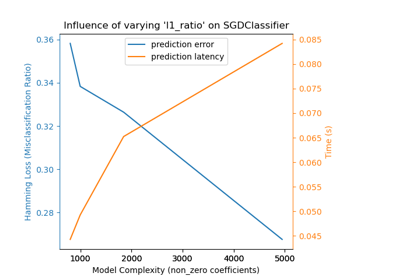 Influence of varying 'l1_ratio' on SGDClassifier
prediction error
prediction latency
Hamming Loss (Misclassification Ratio)
0.36
0.34
0.32
0.30
0.28
0.085
0.080
0.075
0.070
0.065
0.060
0.055
0.050
0.045
Time (s)
1000 2000 3000 4000 5000
Model Complexity (non_zero coefficients)